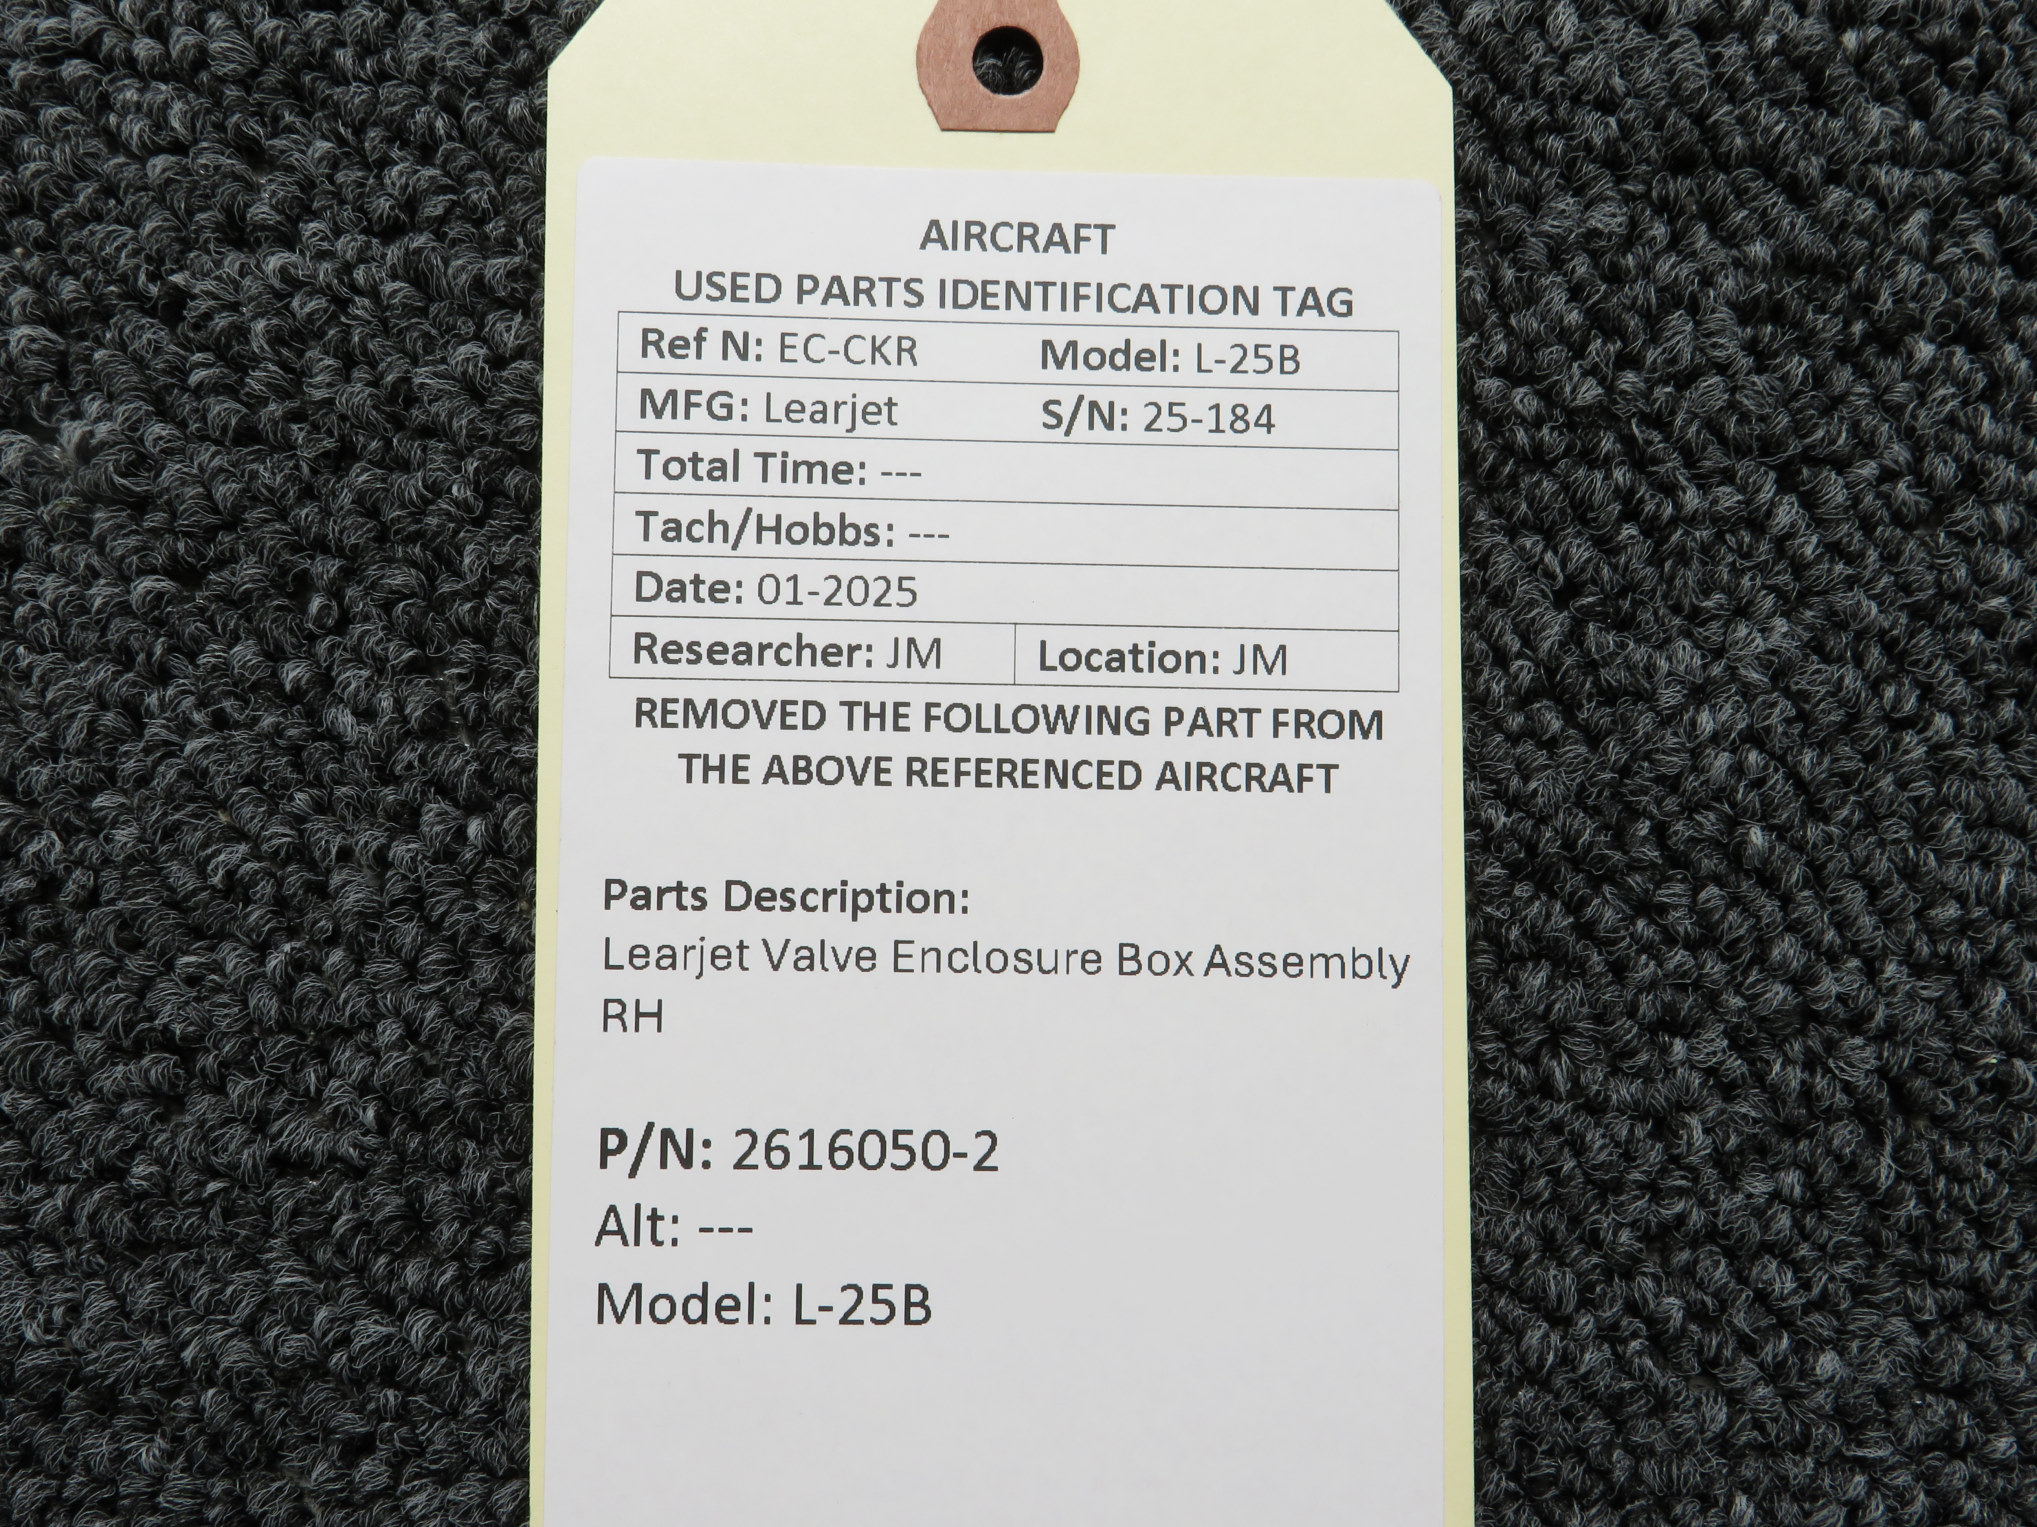 AIRCRAFT
USED PARTS IDENTIFICATION TAG
Ref N: EC-CKR Model: L-25B
MFG: Learjet S/N: 25-184
Total Time: ---
Tach/Hobbs: ---
Date: 01-2025
Researcher: JM Location: JM
REMOVED THE FOLLOWING PART FROM
THE ABOVE REFERENCED AIRCRAFT
Parts Description:
Learjet Valve Enclosure Box Assembly
RH
P/N: 2616050-2
Alt: ---
Model: L-25B